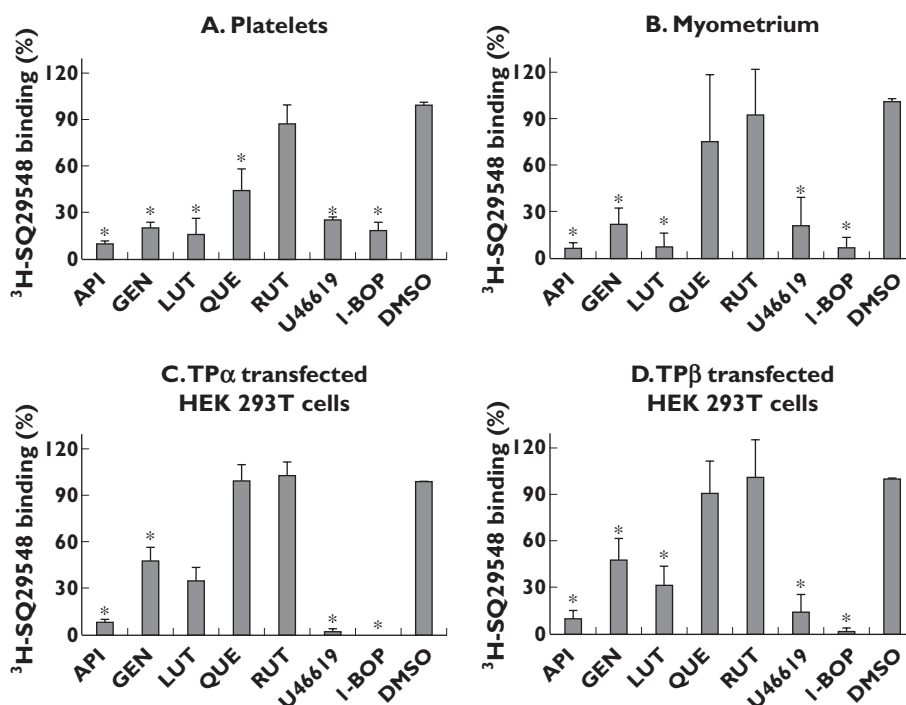 A. Platelets
³H-SQ29548 binding (%)
120
90
60
30
0
*
*
*
*
*
*
API
GEN
LUT
QUE
RUT
U46619
I-BOP
DMSO
B. Myometrium
³H-SQ29548 binding (%)
120
90
60
30
0
*
*
*
*
*
API
GEN
LUT
QUE
RUT
U46619
I-BOP
DMSO
C. TPα transfected
HEK 293T cells
³H-SQ29548 binding (%)
120
90
60
30
0
*
*
*
*
API
GEN
LUT
QUE
RUT
U46619
I-BOP
DMSO
D. TPβ transfected
HEK 293T cells
³H-SQ29548 binding (%)
120
90
60
30
0
*
*
*
*
*
API
GEN
LUT
QUE
RUT
U46619
I-BOP
DMSO